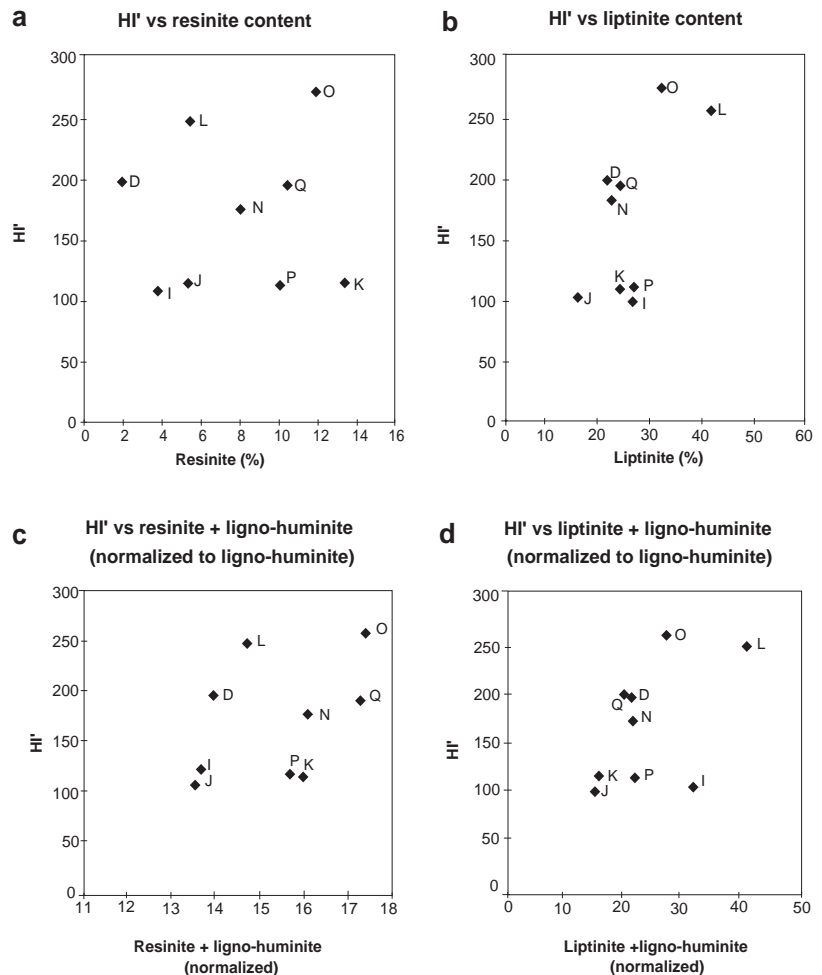 a
HI' vs resinite content
300
250
200
150
100
50
0
HI'
O
L
D
Q
N
J
I
P
K
0 2 4 6 8 10 12 14 16
Resinite (%)
b
HI' vs liptinite content
300
250
200
150
100
50
0
HI'
O
L
D
Q
N
K
P
J
I
0 10 20 30 40 50 60
Liptinite (%)
c
HI' vs resinite + ligno-huminite
(normalized to ligno-huminite)
300
250
200
150
100
50
0
HI'
O
L
D
Q
N
I
J
P
K
11 12 13 14 15 16 17 18
Resinite + ligno-huminite
(normalized)
d
HI' vs liptinite + ligno-huminite
(normalized to ligno-huminite)
300
250
200
150
100
50
0
HI'
O
L
D
Q
N
K
P
J
I
0 10 20 30 40 50
Liptinite +ligno-huminite
(normalized)